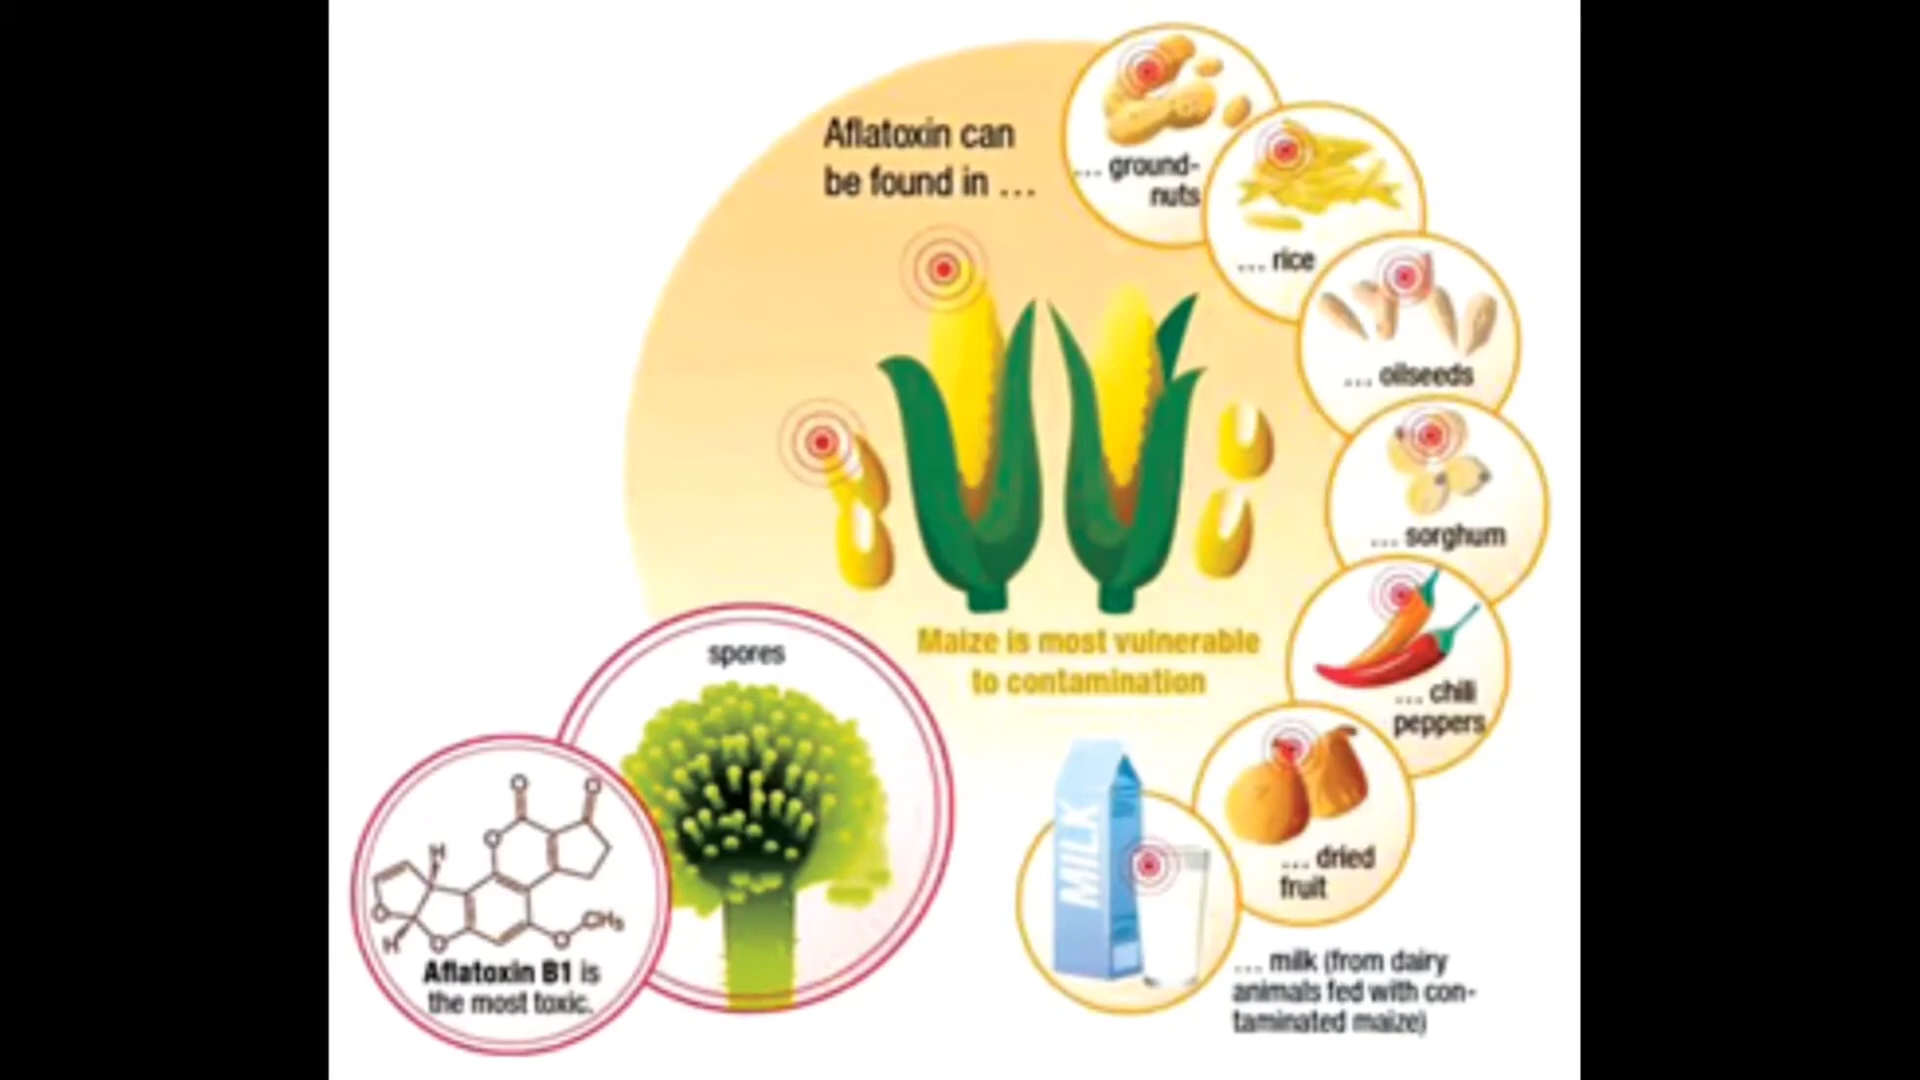 Aflatoxin can
be found in ...
... ground-
nuts
... rice
... oilseeds
... sorghum
... chili
peppers
... dried
fruit
MILK
... milk (from dairy
animals fed with con-
taminated maize)
Maize is most vulnerable
to contamination
spores
O
O
O
H
O
H
O
O
CH₃
Aflatoxin B1 is
the most toxic.